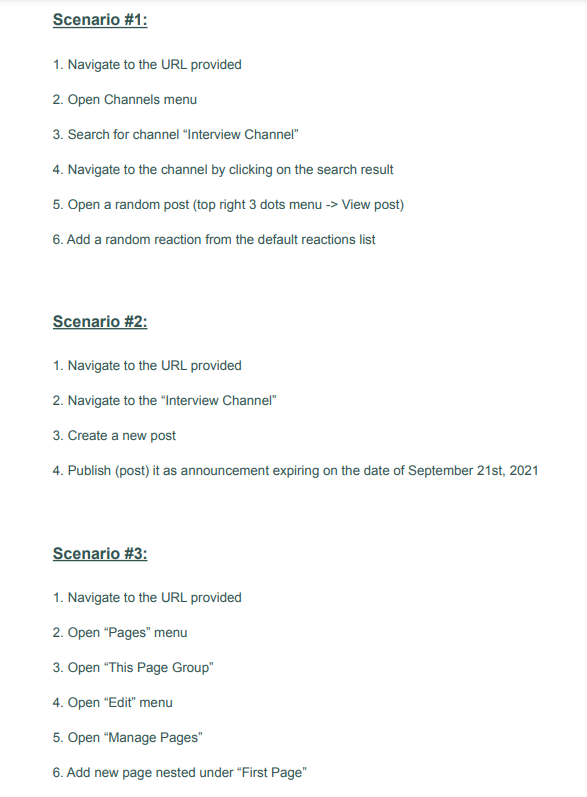 Scenario #1:
1. Navigate to the URL provided
2. Open Channels menu
3. Search for channel “Interview Channel”
4. Navigate to the channel by clicking on the search result
5. Open a random post (top right 3 dots menu -> View post)
6. Add a random reaction from the default reactions list
Scenario #2:
1. Navigate to the URL provided
2. Navigate to the “Interview Channel”
3. Create a new post
4. Publish (post) it as announcement expiring on the date of September 21st, 2021
Scenario #3:
1. Navigate to the URL provided
2. Open “Pages” menu
3. Open “This Page Group”
4. Open “Edit” menu
5. Open “Manage Pages”
6. Add new page nested under “First Page”